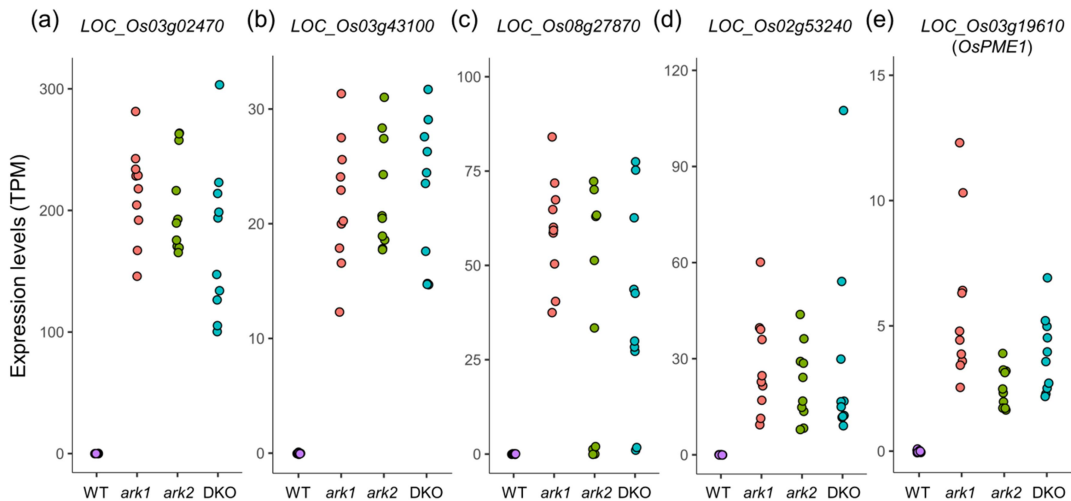 (a) LOC_Os03g02470
(b) LOC_Os03g43100
(c) LOC_Os08g27870
(d) LOC_Os02g53240
(e) LOC_Os03g19610
(OsPME1)
Expression levels (TPM)
300
200
100
0
WT ark1 ark2 DKO
30
20
10
0
WT ark1 ark2 DKO
100
75
50
25
0
WT ark1 ark2 DKO
120
90
60
30
0
WT ark1 ark2 DKO
15
10
5
0
WT ark1 ark2 DKO